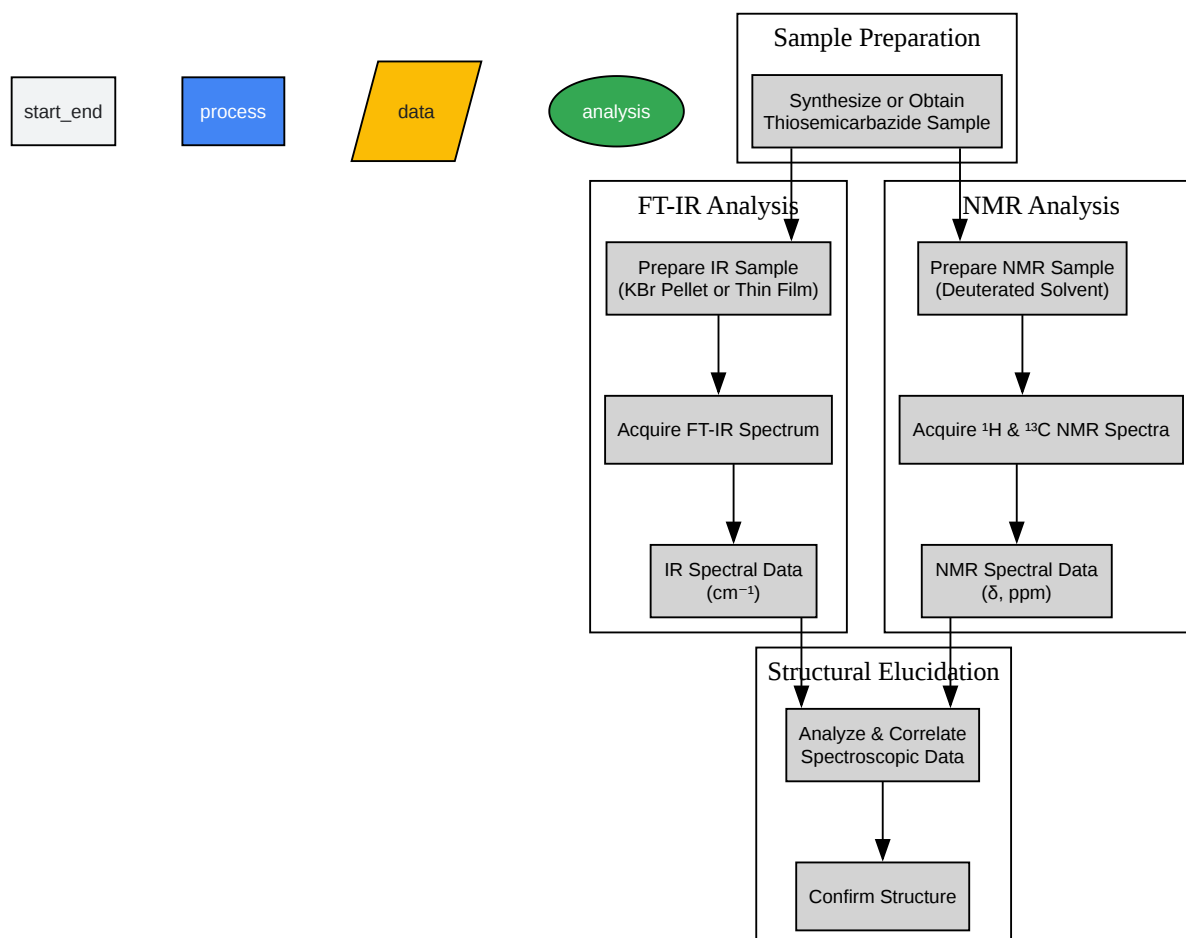 Sample Preparation
start_end
process
data
analysis
Synthesize or Obtain
Thiosemicarbazide Sample
FT-IR Analysis
NMR Analysis
Prepare IR Sample
(KBr Pellet or Thin Film)
Prepare NMR Sample
(Deuterated Solvent)
Acquire FT-IR Spectrum
Acquire ¹H & ¹³C NMR Spectra
IR Spectral Data
(cm⁻¹)
NMR Spectral Data
(δ, ppm)
Structural Elucidation
Analyze & Correlate
Spectroscopic Data
Confirm Structure